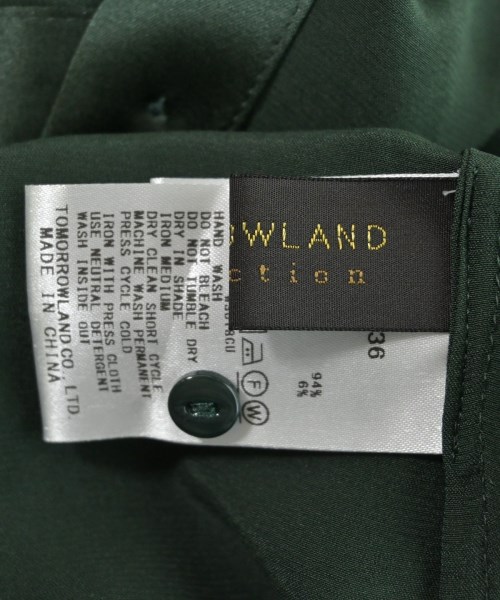 OWLAND
ction
HAND WASH
DO NOT BLEACH
DO NOT TUMBLE DRY
DRY IN SHADE
IRON MEDIUM
DRY CLEAN SHORT CYCLE
MACHINE WASH PERMANENT
PRESS CYCLE COLD
IRON WITH PRESS CLOTH
USE NEUTRAL DETERGENT
WASH INSIDE OUT
TOMORROWLAND CO., LTD.
MADE IN CHINA
36
94%
6%
F
W